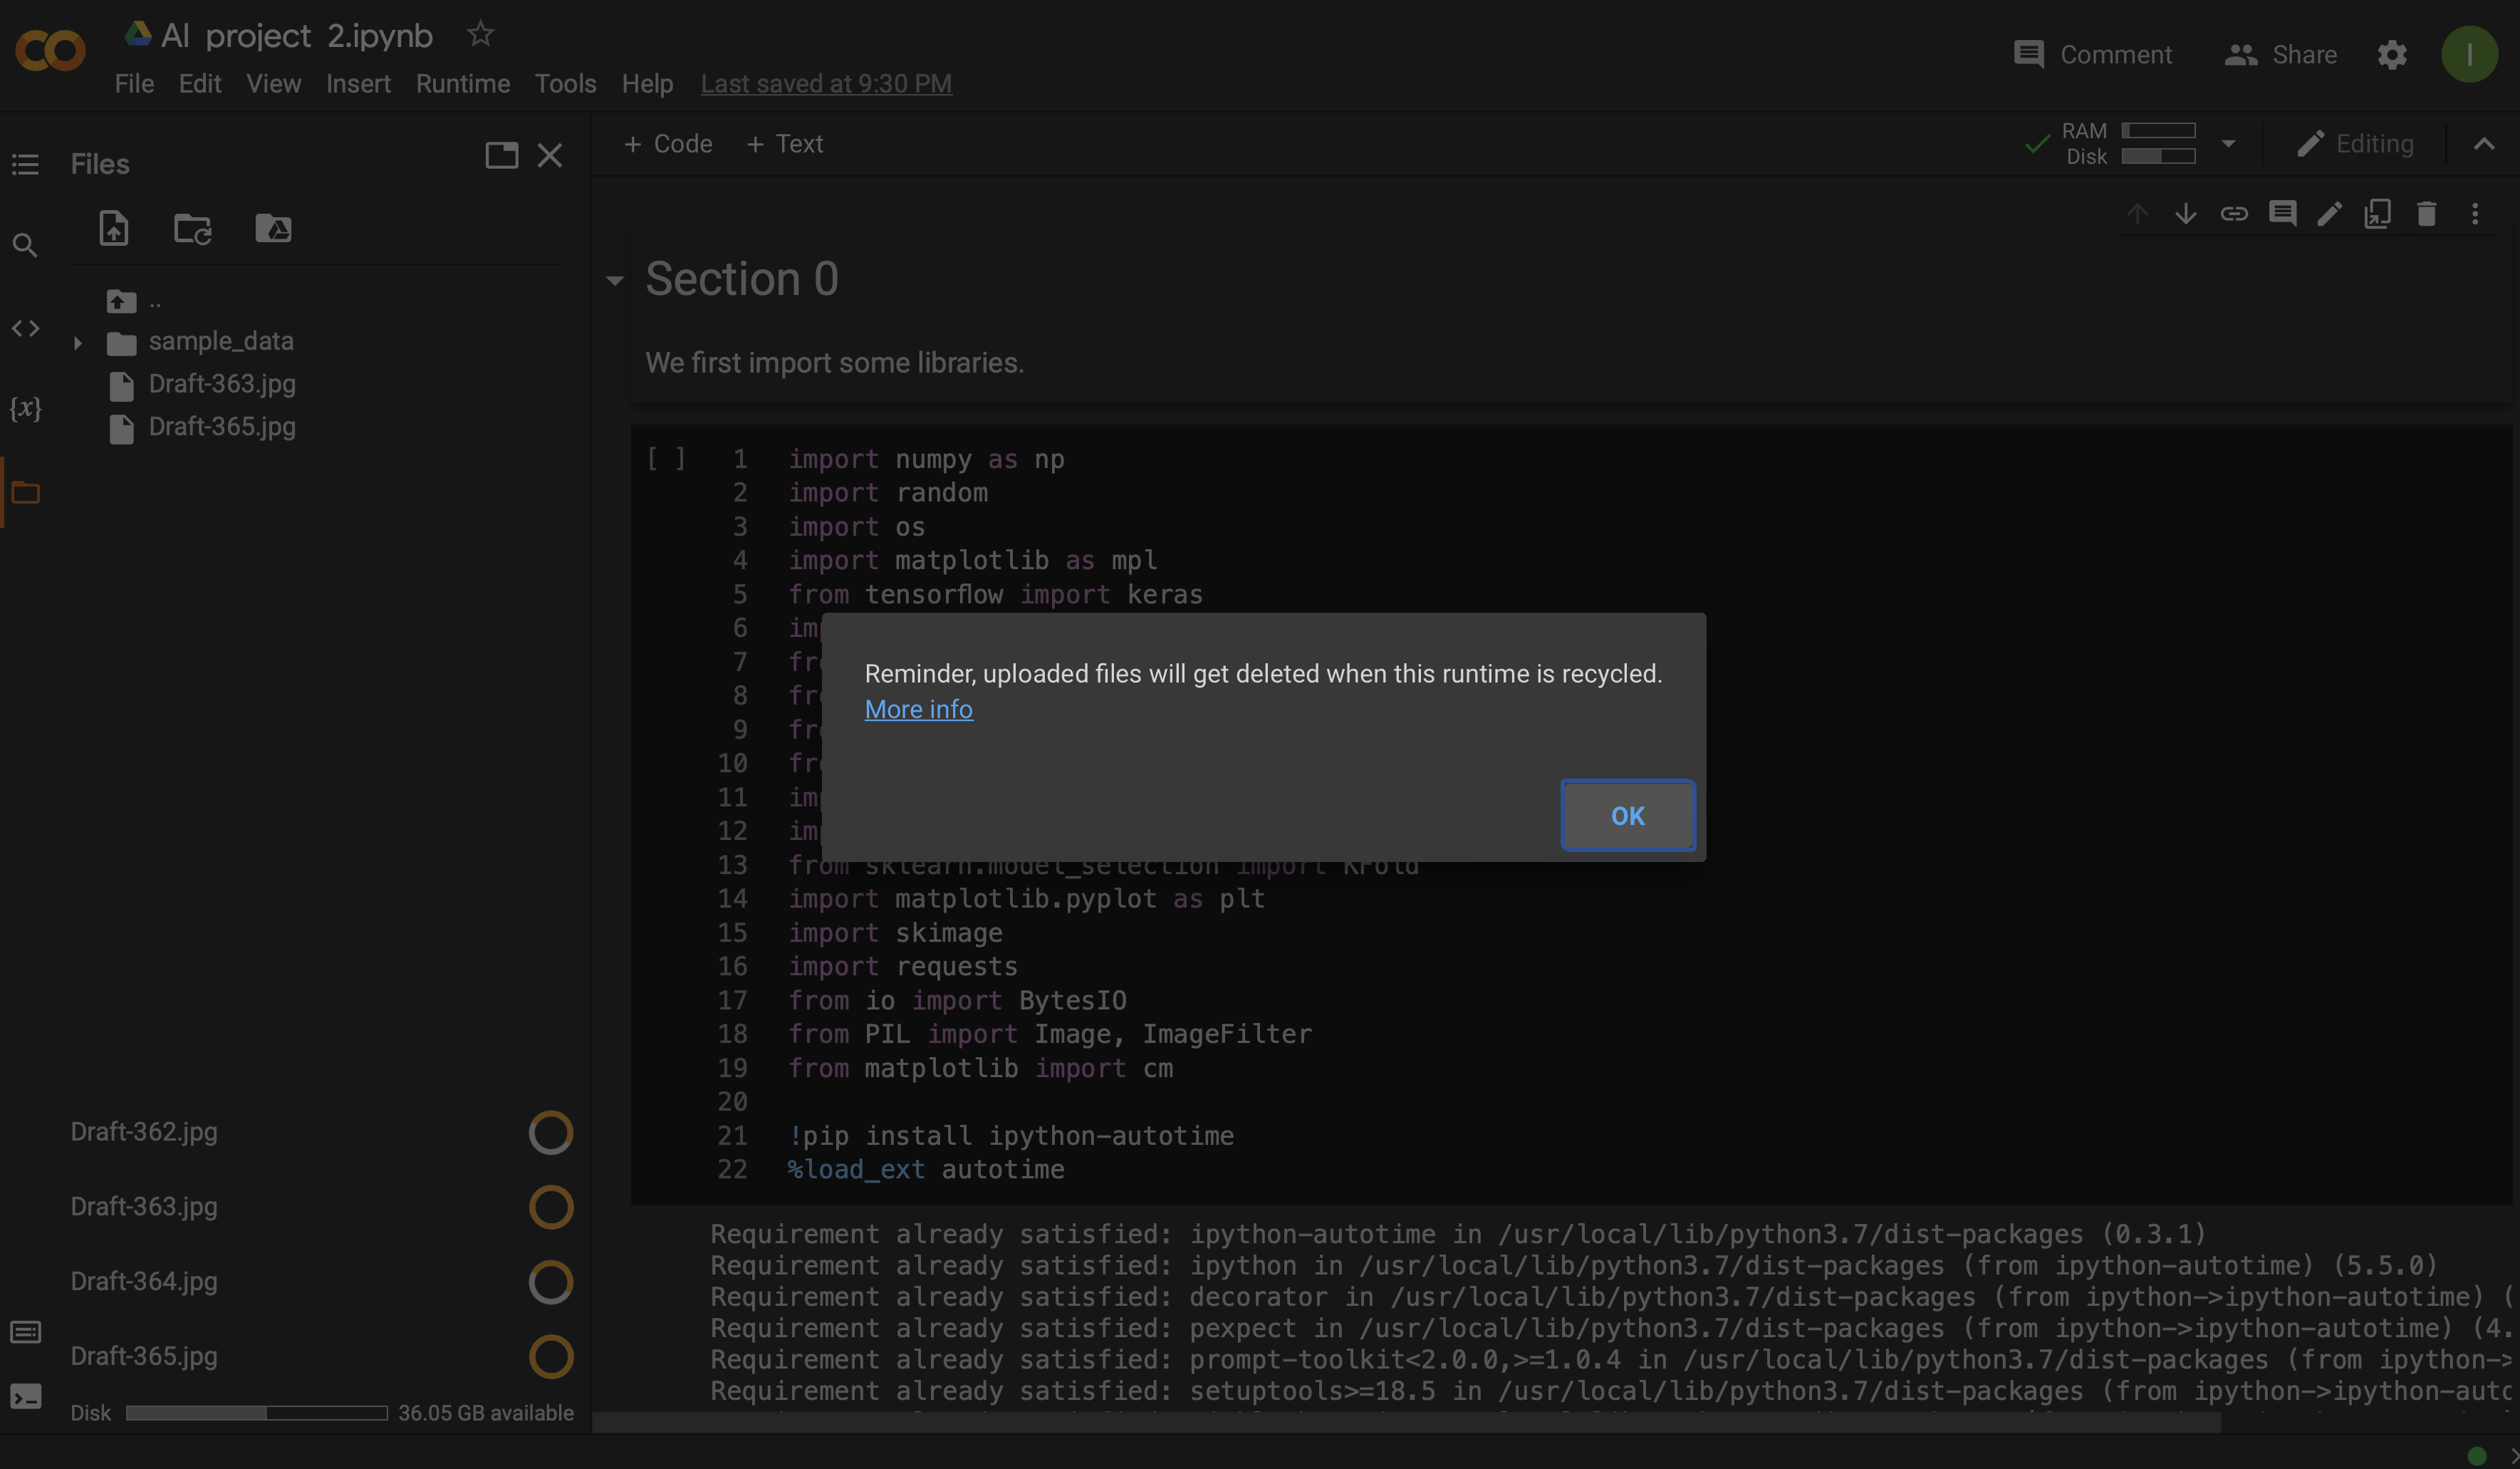 AI project 2.ipynb
File Edit View Insert Runtime Tools Help Last saved at 9:30 PM
Comment Share I
Files
+ Code + Text
RAM
Disk
Editing
..
sample_data
Draft-363.jpg
Draft-365.jpg
{x}
Section 0
We first import some libraries.
[ ] 1 import numpy as np
2 import random
3 import os
4 import matplotlib as mpl
5 from tensorflow import keras
6 im
7 fr
8 fr
9 fr
10 fr
11 im
12 im
13 from sklearn.model_selection import KFold
14 import matplotlib.pyplot as plt
15 import skimage
16 import requests
17 from io import BytesIO
18 from PIL import Image, ImageFilter
19 from matplotlib import cm
20
21 !pip install ipython-autotime
22 %load_ext autotime
Reminder, uploaded files will get deleted when this runtime is recycled.
More info
OK
Requirement already satisfied: ipython-autotime in /usr/local/lib/python3.7/dist-packages (0.3.1)
Requirement already satisfied: ipython in /usr/local/lib/python3.7/dist-packages (from ipython-autotime) (5.5.0)
Requirement already satisfied: decorator in /usr/local/lib/python3.7/dist-packages (from ipython->ipython-autotime) (
Requirement already satisfied: pexpect in /usr/local/lib/python3.7/dist-packages (from ipython->ipython-autotime) (4.
Requirement already satisfied: prompt-toolkit<2.0.0,>=1.0.4 in /usr/local/lib/python3.7/dist-packages (from ipython->
Requirement already satisfied: setuptools>=18.5 in /usr/local/lib/python3.7/dist-packages (from ipython->ipython-autc
Draft-362.jpg
Draft-363.jpg
Draft-364.jpg
Draft-365.jpg
Disk 36.05 GB available